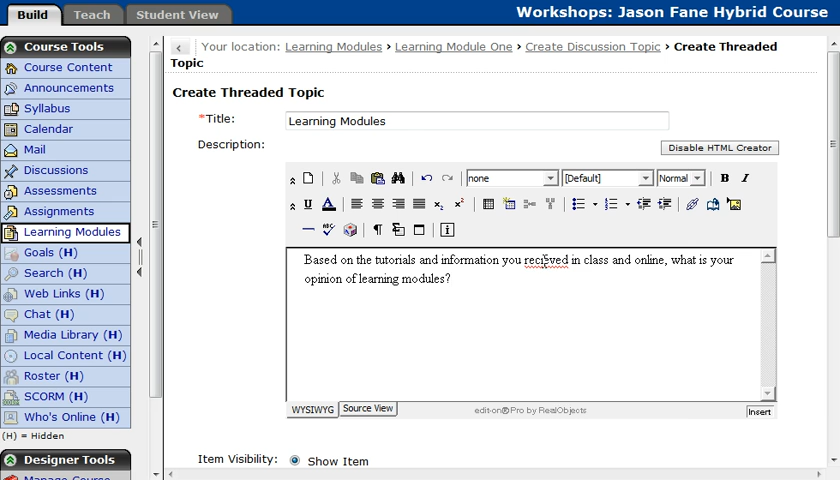 Build
Teach
Student View
Workshops: Jason Fane Hybrid Course
Course Tools
Course Content
Announcements
Syllabus
Calendar
Mail
Discussions
Assessments
Assignments
Learning Modules
Goals (H)
Search (H)
Web Links (H)
Chat (H)
Media Library (H)
Local Content (H)
Roster (H)
SCORM (H)
Who's Online (H)
(H) = Hidden
Designer Tools
Manage Course
Your location: Learning Modules › Learning Module One › Create Discussion Topic › Create Threaded
Topic
Create Threaded Topic
*Title: Learning Modules
Description:
Disable HTML Creator
none [Default] Normal B I
U A
ABC
Based on the tutorials and information you recieved in class and online, what is your
opinion of learning modules?
WYSIWYG Source View edit-on®Pro by RealObjects Insert
Item Visibility: Show Item